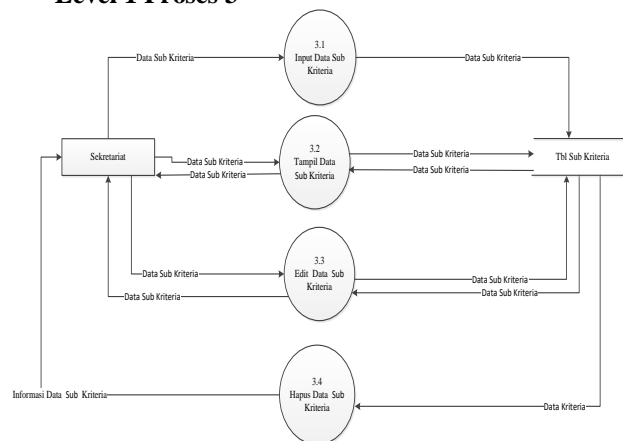 Level 1 Proses 3
3.1
Input Data Sub
Kriteria
Data Sub Kriteria
Data Sub Kriteria
3.2
Tampil Data
Sub Kriteria
Sekretariat
Data Sub Kriteria
Data Sub Kriteria
Data Sub Kriteria
Data Sub Kriteria
Tbl Sub Kriteria
3.3
Edit Data Sub
Kriteria
Data Sub Kriteria
Data Sub Kriteria
Data Sub Kriteria
Data Sub Kriteria
3.4
Hapus Data Sub
Kriteria
Informasi Data Sub Kriteria
Data Kriteria